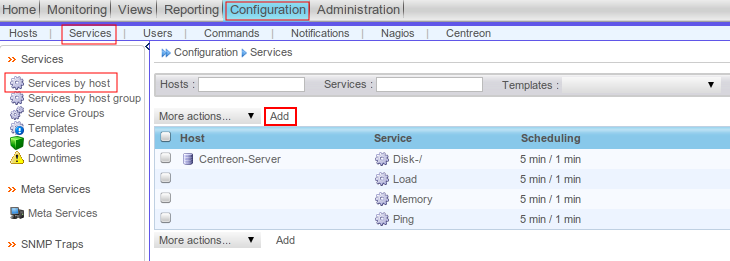 Home Monitoring Views Reporting Configuration Administration
Hosts | Services | Users | Commands | Notifications | Nagios | Centreon
Services
Services by host
Services by host group
Service Groups
Templates
Categories
Downtimes
Meta Services
Meta Services
SNMP Traps
Configuration Services
Hosts : Services : Templates :
More actions... Add
Host Service Scheduling
Centreon-Server Disk-/ 5 min / 1 min
Load 5 min / 1 min
Memory 5 min / 1 min
Ping 5 min / 1 min
More actions... Add